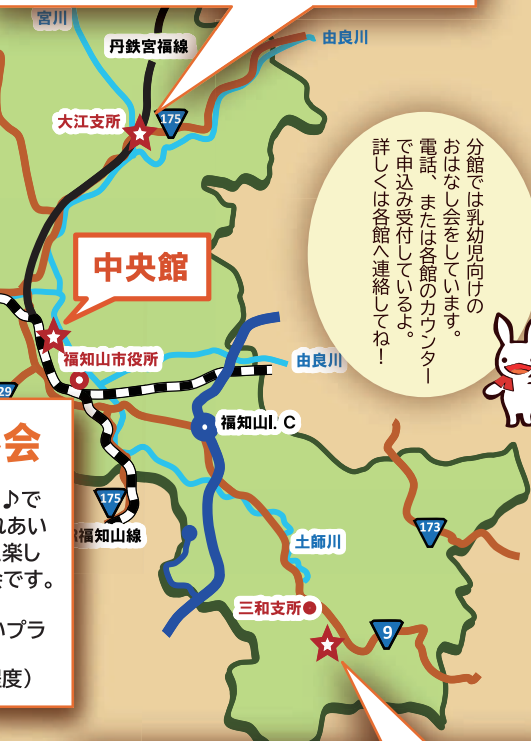 宮川
丹鉄宮福線
由良川
大江支所
175
分館では乳幼児向けの
おはなし会をしています。
電話、または各館のカウンター
で申込み受付しているよ。
詳しくは各館へ連絡してね！
中央館
福知山市役所
由良川
29
福知山I.C
会
♪で
れあい
楽し
会です。
いプラ
度）
175
福知山線
173
土師川
三和支所
9